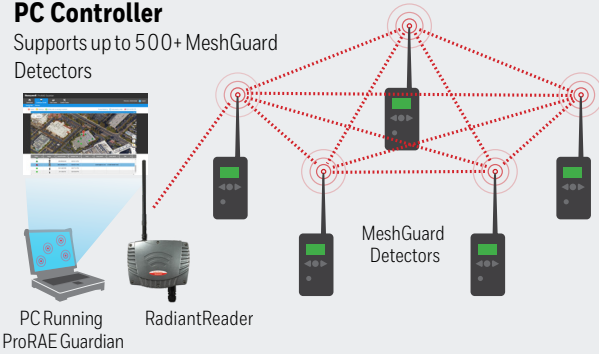 PC Controller
Supports up to 500+ MeshGuard
Detectors
MeshGuard
Detectors
PC Running
ProRAE Guardian
RadiantReader